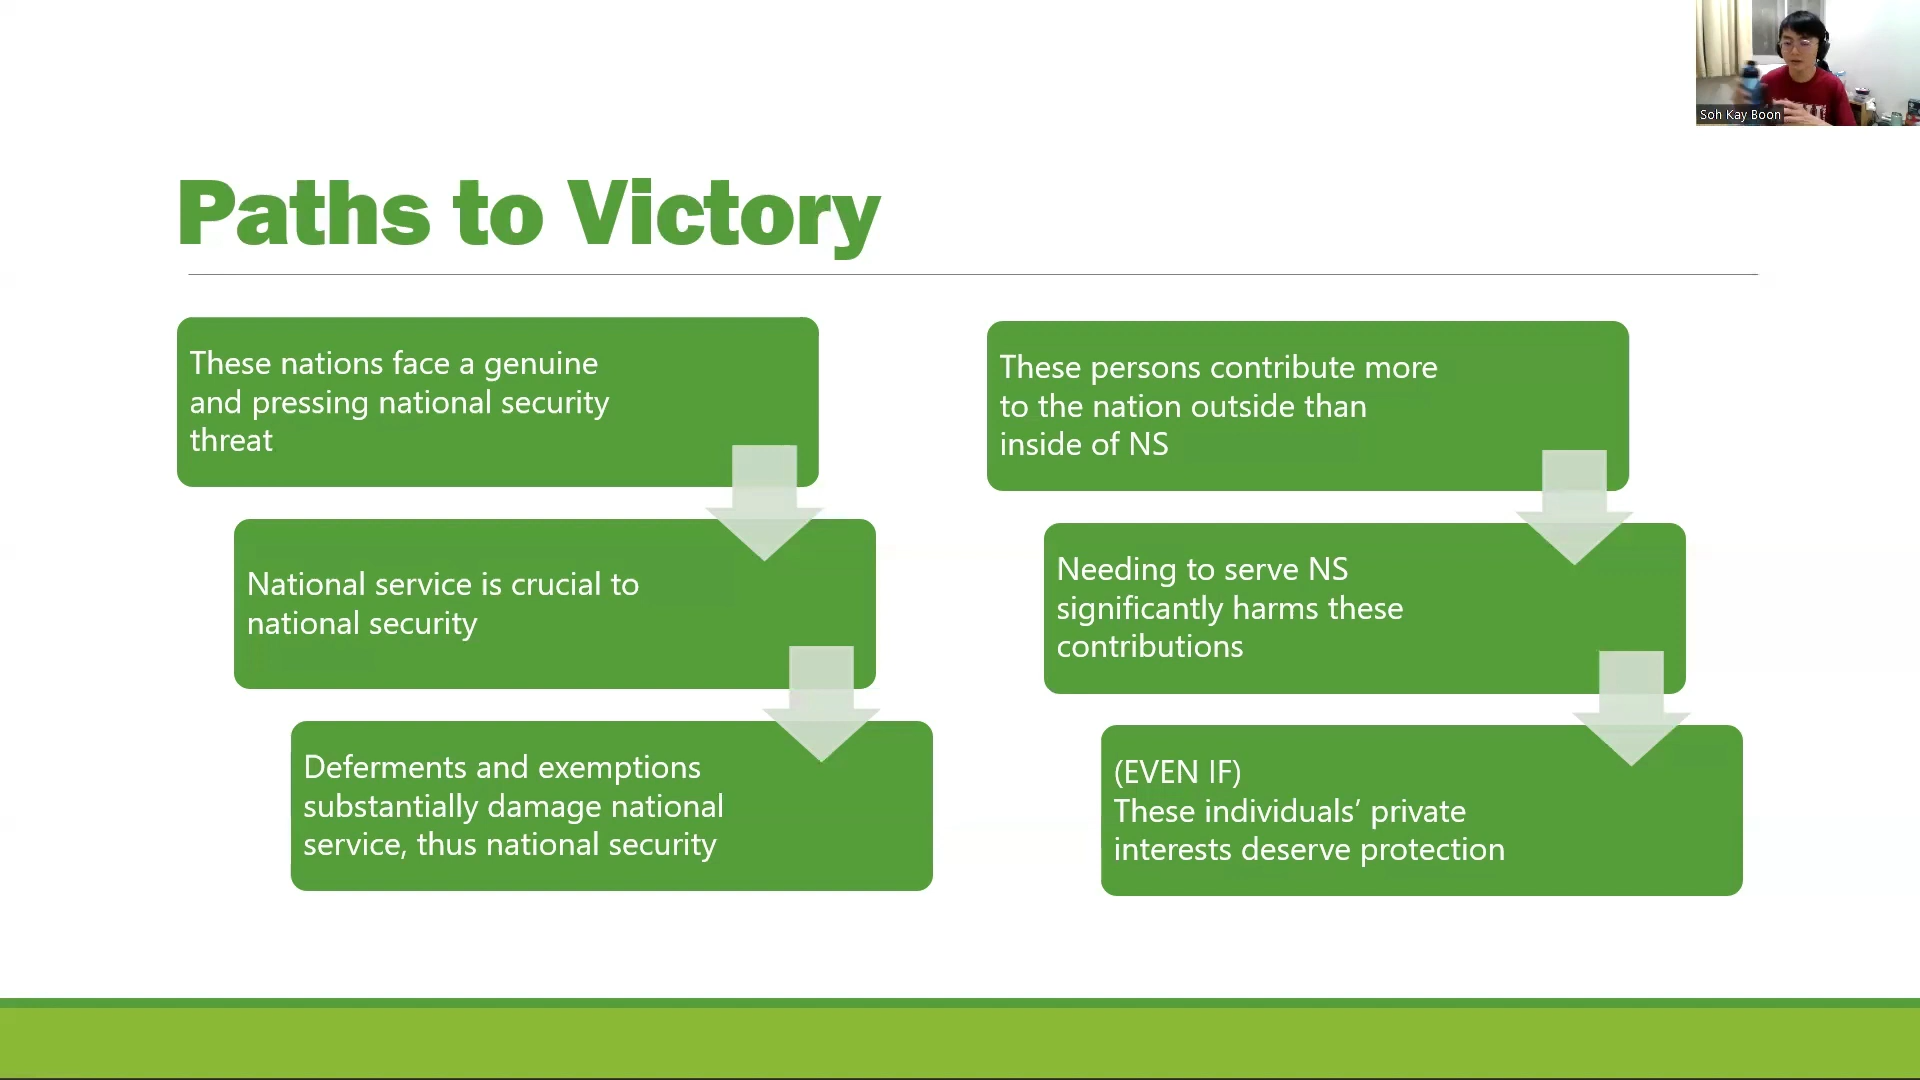 Soh Kay Boon
Paths to Victory
These nations face a genuine
and pressing national security
threat
National service is crucial to
national security
Deferments and exemptions
substantially damage national
service, thus national security
These persons contribute more
to the nation outside than
inside of NS
Needing to serve NS
significantly harms these
contributions
(EVEN IF)
These individuals’ private
interests deserve protection